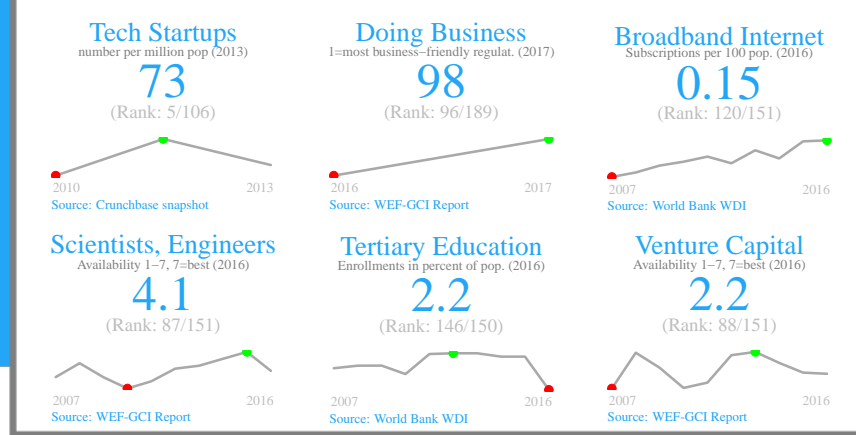 Tech Startups
number per million pop (2013)
73
(Rank: 5/106)
2010 2013
Source: Crunchbase snapshot
Doing Business
1=most business−friendly regulat. (2017)
98
(Rank: 96/189)
2016 2017
Source: WEF-GCI Report
Broadband Internet
Subscriptions per 100 pop. (2016)
0.15
(Rank: 120/151)
2007 2016
Source: World Bank WDI
Scientists, Engineers
Availability 1−7, 7=best (2016)
4.1
(Rank: 87/151)
2007 2016
Source: WEF-GCI Report
Tertiary Education
Enrollments in percent of pop. (2016)
2.2
(Rank: 146/150)
2007 2016
Source: World Bank WDI
Venture Capital
Availability 1−7, 7=best (2016)
2.2
(Rank: 88/151)
2007 2016
Source: WEF-GCI Report